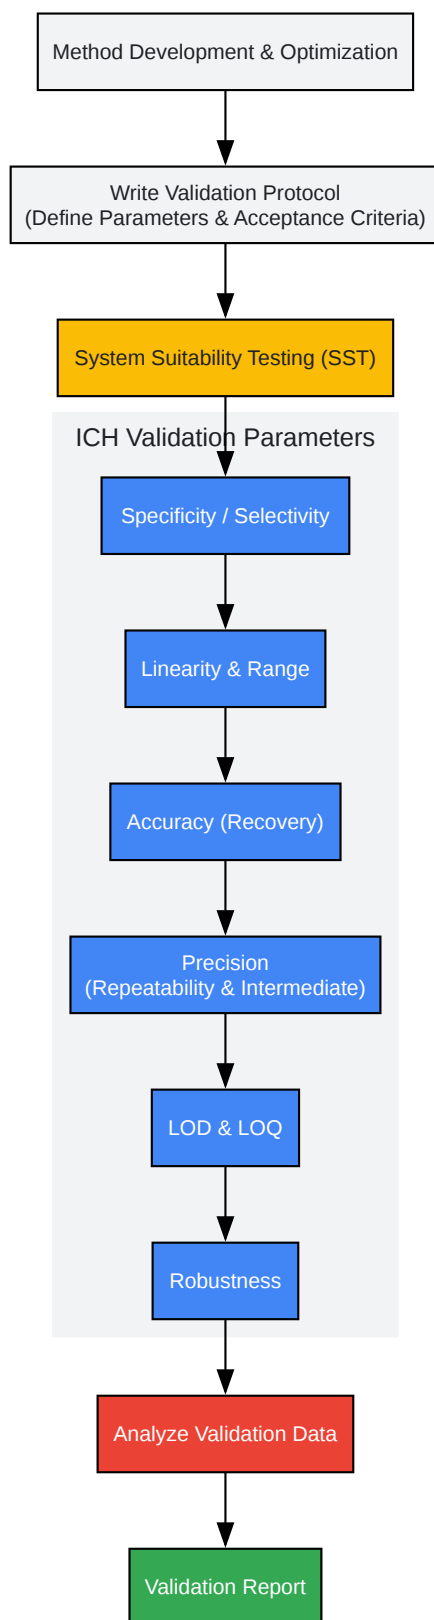 Method Development & Optimization
Write Validation Protocol
(Define Parameters & Acceptance Criteria)
System Suitability Testing (SST)
ICH Validation Parameters
Specificity / Selectivity
Linearity & Range
Accuracy (Recovery)
Precision
(Repeatability & Intermediate)
LOD & LOQ
Robustness
Analyze Validation Data
Validation Report